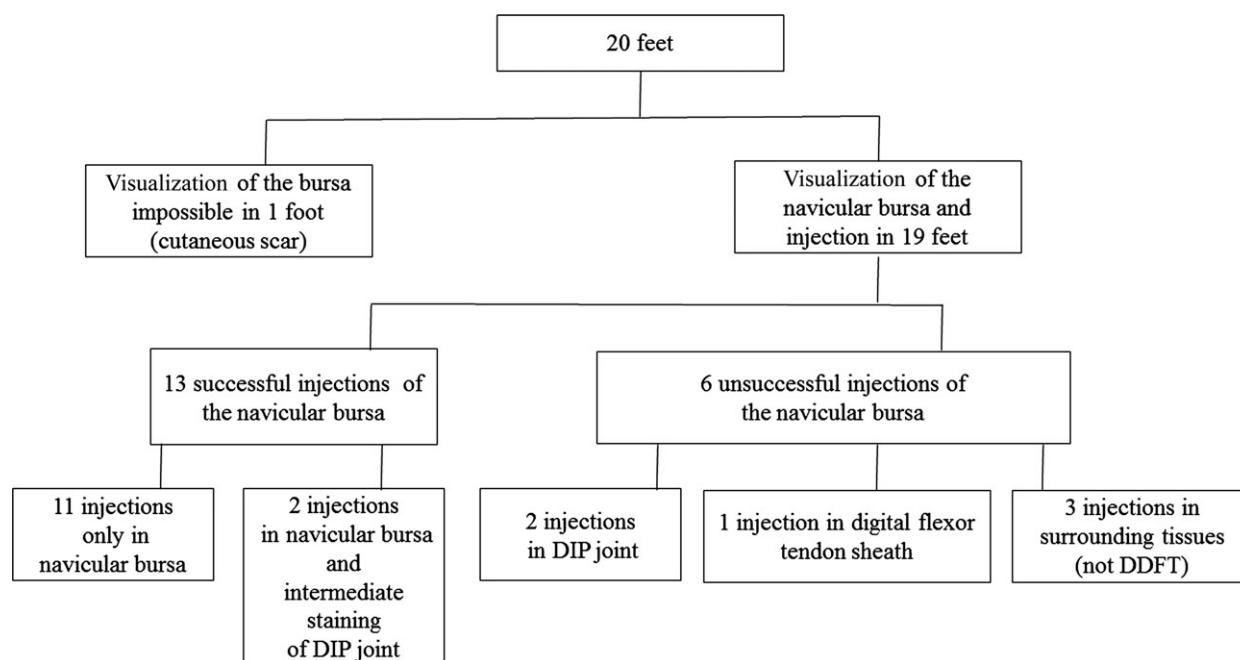 20 feet
Visualization of the bursa
impossible in 1 foot
(cutaneous scar)
Visualization of the
navicular bursa and
injection in 19 feet
13 successful injections of
the navicular bursa
6 unsuccessful injections of
the navicular bursa
11 injections
only in
navicular bursa
2 injections
in navicular bursa
and
intermediate
staining
of DIP joint
2 injections
in DIP joint
1 injection in digital flexor
tendon sheath
3 injections in
surrounding tissues
(not DDFT)